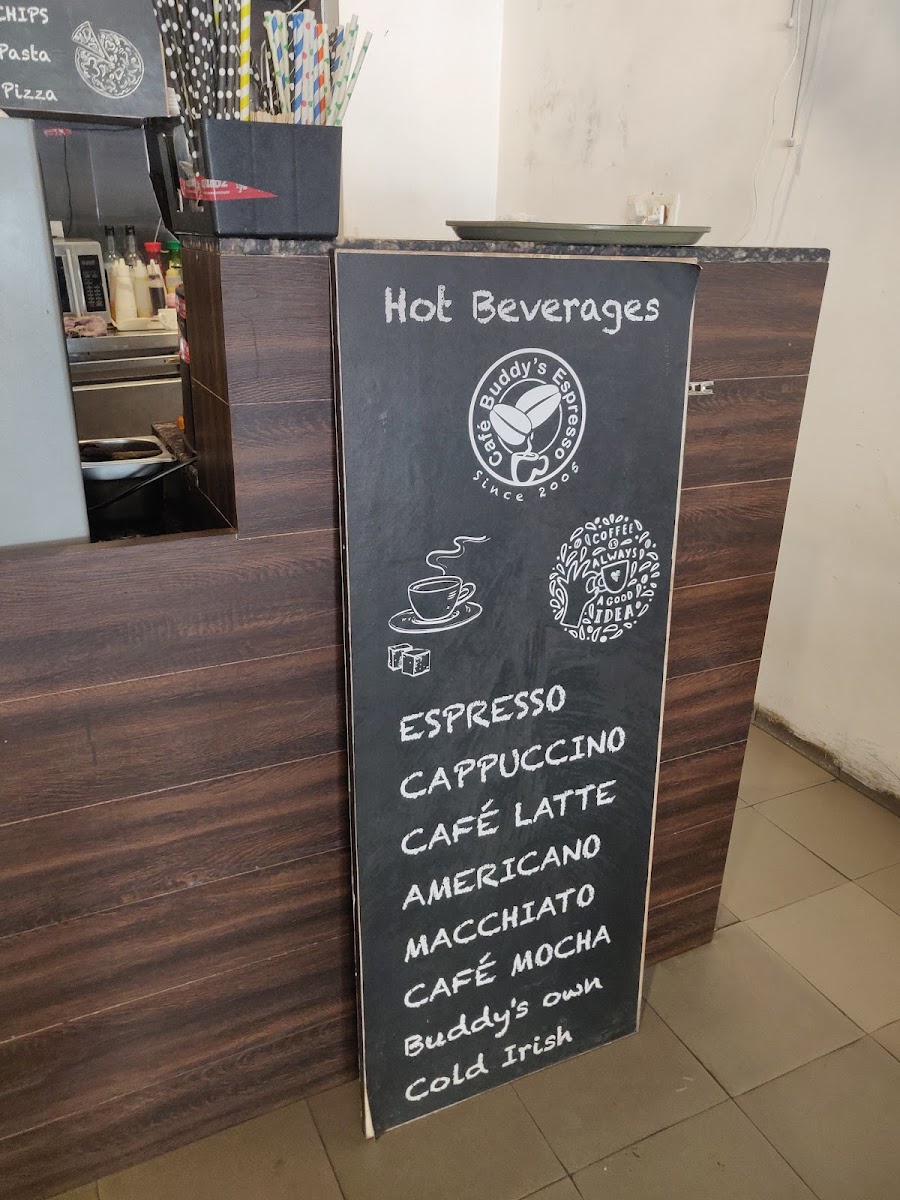 CHIPS
Pasta
Pizza
Hot Beverages
Café Buddy's Espresso
Since 2005
COFFEE
IS
ALWAYS
A GOOD
IDEA
ESPRESSO
CAPPUCCINO
CAFÉ LATTE
AMERICANO
MACCHIATO
CAFÉ MOCHA
Buddy's own
Cold Irish